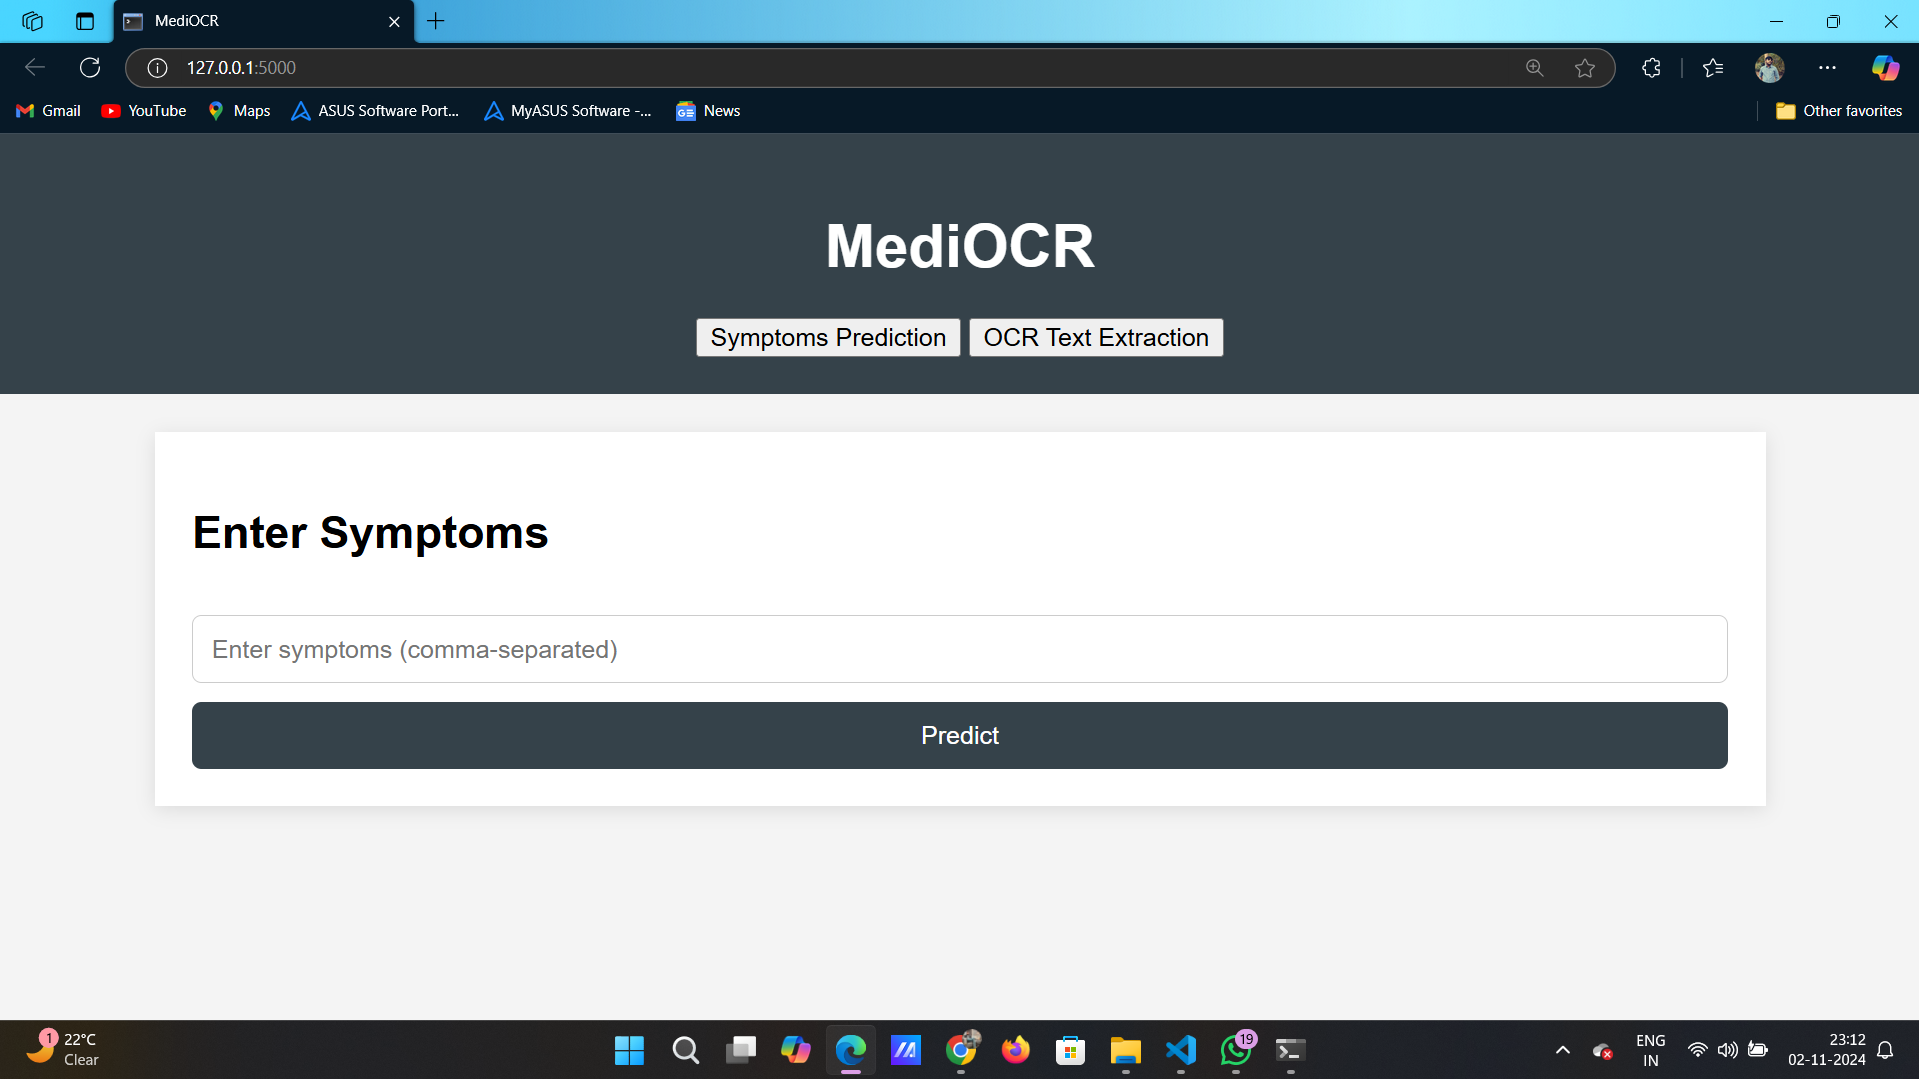 MediOCR
127.0.0.1:5000
Gmail YouTube Maps ASUS Software Port... MyASUS Software -... News Other favorites
MediOCR
Symptoms Prediction OCR Text Extraction
Enter Symptoms
Enter symptoms (comma-separated)
Predict
1 22°C
Clear
19
ENG
IN
23:12
02-11-2024